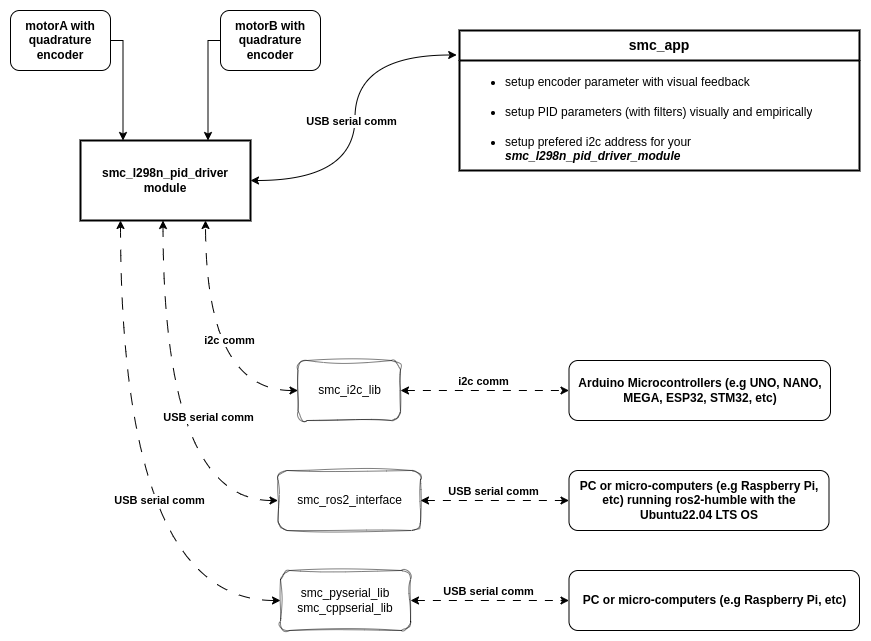 motorA with
quadrature
encoder
motorB with
quadrature
encoder
smc_app
setup encoder parameter with visual feedback
setup PID parameters (with filters) visually and empirically
setup prefered i2c address for your
smc_l298n_pid_driver_module
USB serial comm
smc_l298n_pid_driver
module
i2c comm
smc_i2c_lib
i2c comm
Arduino Microcontrollers (e.g UNO, NANO,
MEGA, ESP32, STM32, etc)
USB serial comm
smc_ros2_interface
USB serial comm
PC or micro-computers (e.g Raspberry Pi,
etc) running ros2-humble with the
Ubuntu22.04 LTS OS
USB serial comm
smc_pyserial_lib
smc_cppserial_lib
USB serial comm
PC or micro-computers (e.g Raspberry Pi, etc)